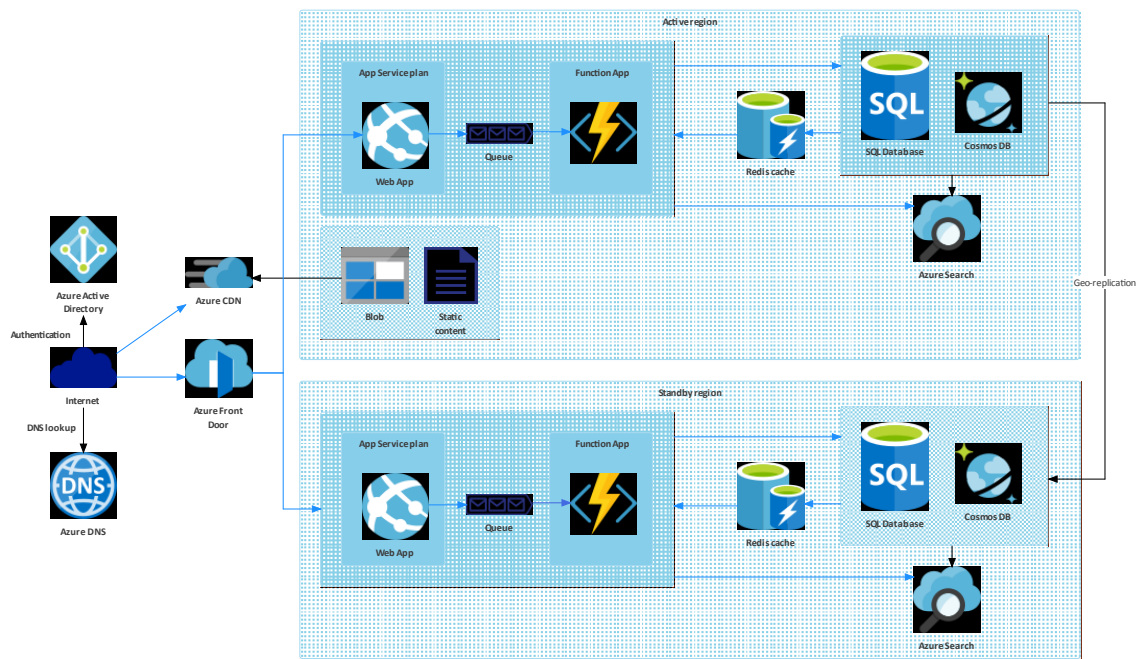 Active region
App Service plan
Function App
SQL
SQL Database
Cosmos DB
Web App
Queue
Redis cache
Azure Search
Blob
Static
content
Geo-replication
Azure Active
Directory
Azure CDN
Authentication
Internet
Azure Front
Door
DNS lookup
DNS
Azure DNS
Standby region
App Service plan
Function App
SQL
SQL Database
Cosmos DB
Web App
Queue
Redis cache
Azure Search